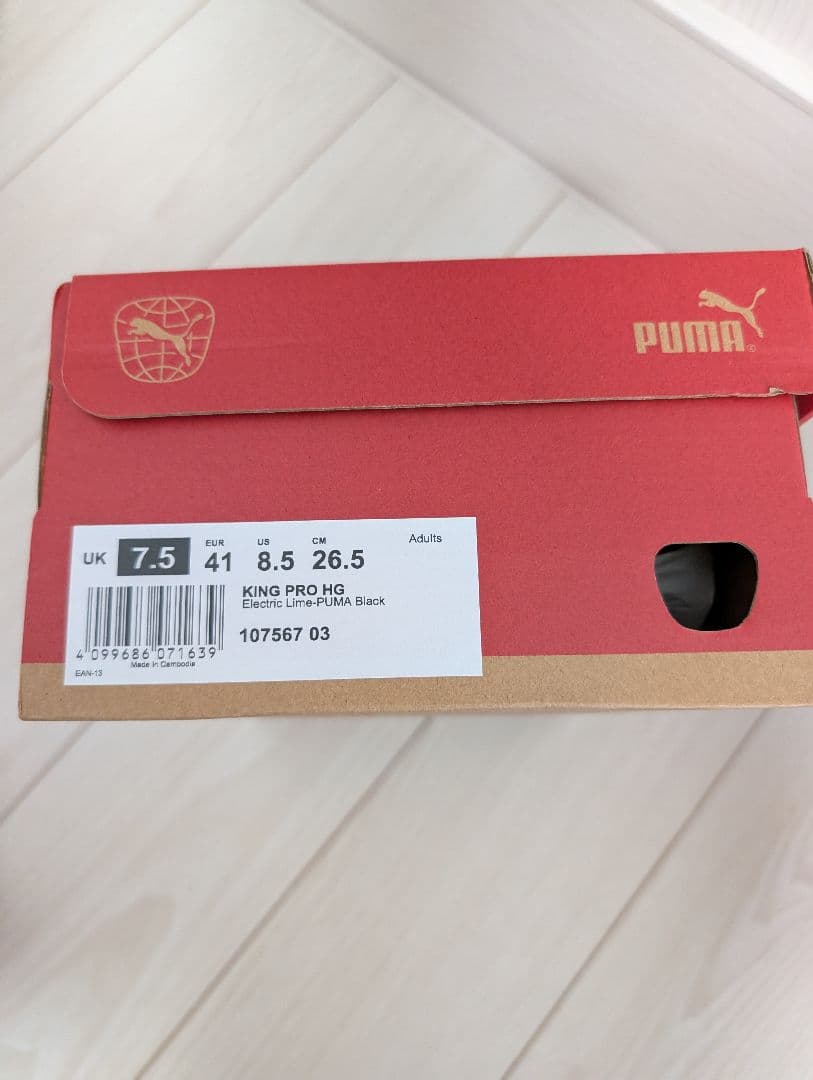 PUMA®
UK 7.5 EUR 41 US 8.5 CM 26.5 Adults
KING PRO HG
Electric Lime-PUMA Black
107567 03
4 099686 071639
Made in Cambodia
EAN-13